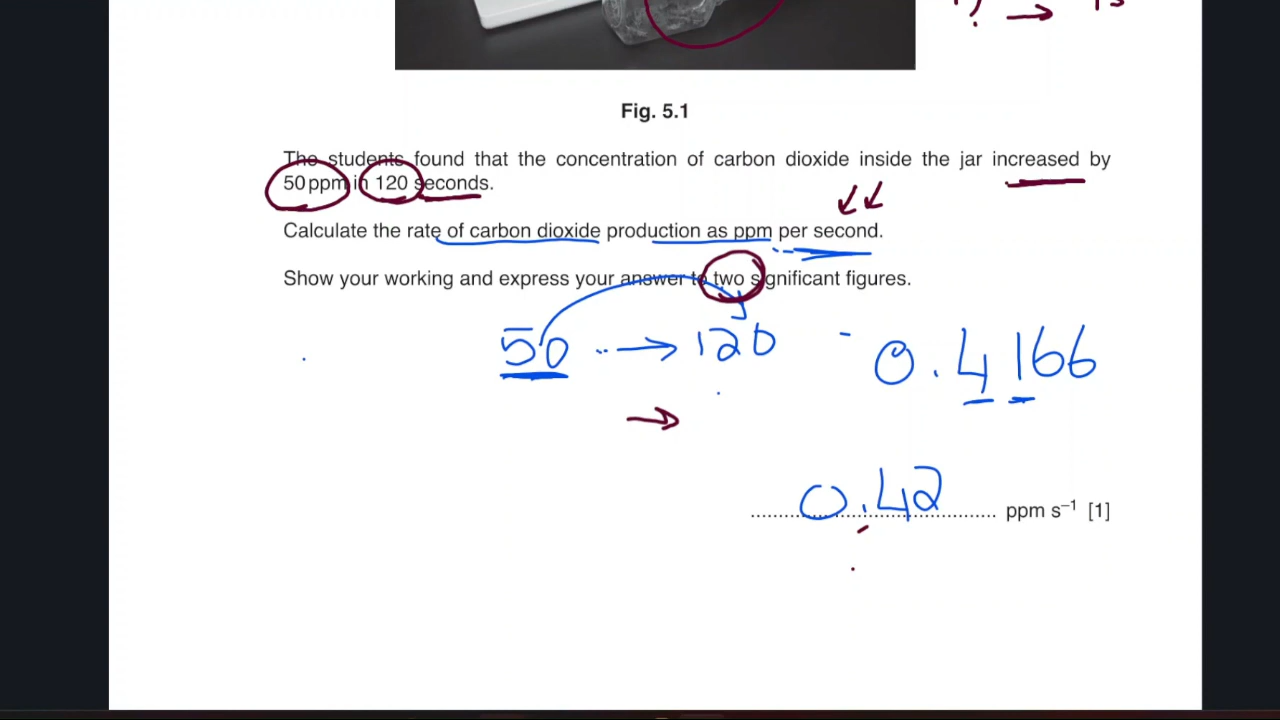 Fig. 5.1
The students found that the concentration of carbon dioxide inside the jar increased by
50 ppm in 120 seconds.
Calculate the rate of carbon dioxide production as ppm per second.
Show your working and express your answer to two significant figures.
50 → 120 0.4166
→
0.42 ppm s⁻¹ [1]